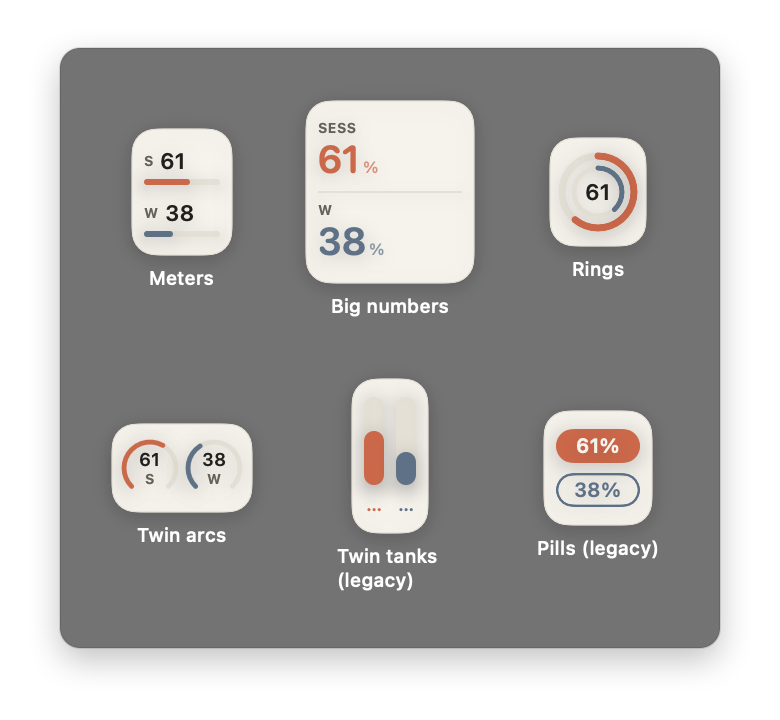 S 61
W 38
Meters
SESS
61%
W
38%
Big numbers
61
Rings
61
S
38
W
Twin arcs
...
...
Twin tanks
(legacy)
61%
38%
Pills (legacy)